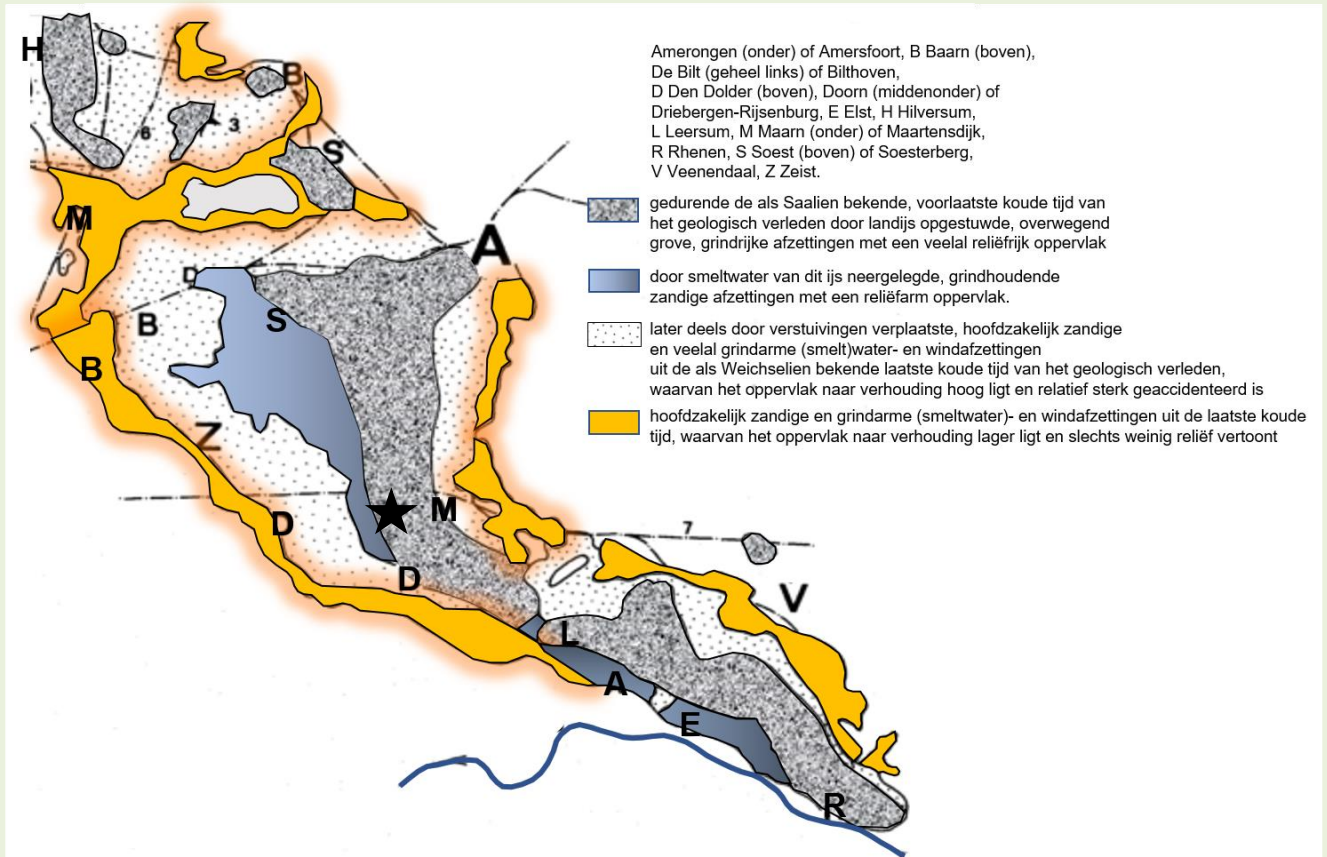 Amerongen (onder) of Amersfoort, B Baarn (boven),
De Bilt (geheel links) of Bilthoven,
D Den Dolder (boven), Doorn (middenonder) of
Driebergen-Rijsenburg, E Elst, H Hilversum,
L Leersum, M Maarn (onder) of Maartensdijk,
R Rhenen, S Soest (boven) of Soesterberg,
V Veenendaal, Z Zeist.
gedurende de als Saalien bekende, voorlaatste koude tijd van
het geologisch verleden door landijs opgestuwde, overwegend
grove, grindrijke afzettingen met een veelal reliëfrijk oppervlak
door smeltwater van dit ijs neergelegde, grindhoudende
zandige afzettingen met een reliëfarm oppervlak.
later deels door verstuivingen verplaatste, hoofdzakelijk zandige
en veelal grindarme (smelt)water- en windafzettingen
uit de als Weichselien bekende laatste koude tijd van het geologisch verleden,
waarvan het oppervlak naar verhouding hoog ligt en relatief sterk geaccidenteerd is
hoofdzakelijk zandige en grindarme (smeltwater)- en windafzettingen uit de laatste koude
tijd, waarvan het oppervlak naar verhouding lager ligt en slechts weinig reliëf vertoont
H
B
6
3
S
M
A
D
B
S
B
Z
D
M
7
D
V
L
A
E
R